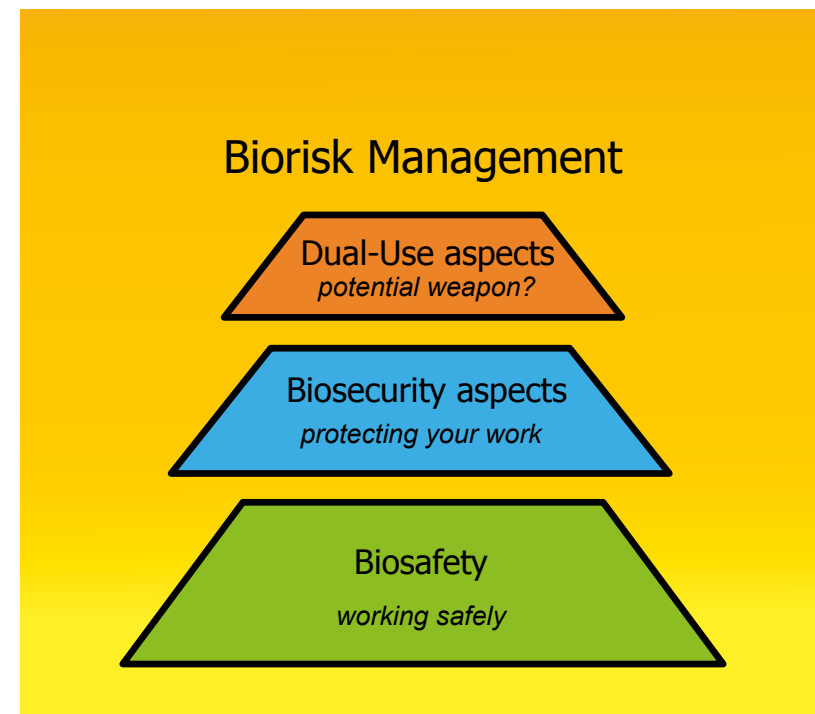 Biorisk Management
Dual-Use aspects
potential weapon?
Biosecurity aspects
protecting your work
Biosafety
working safely